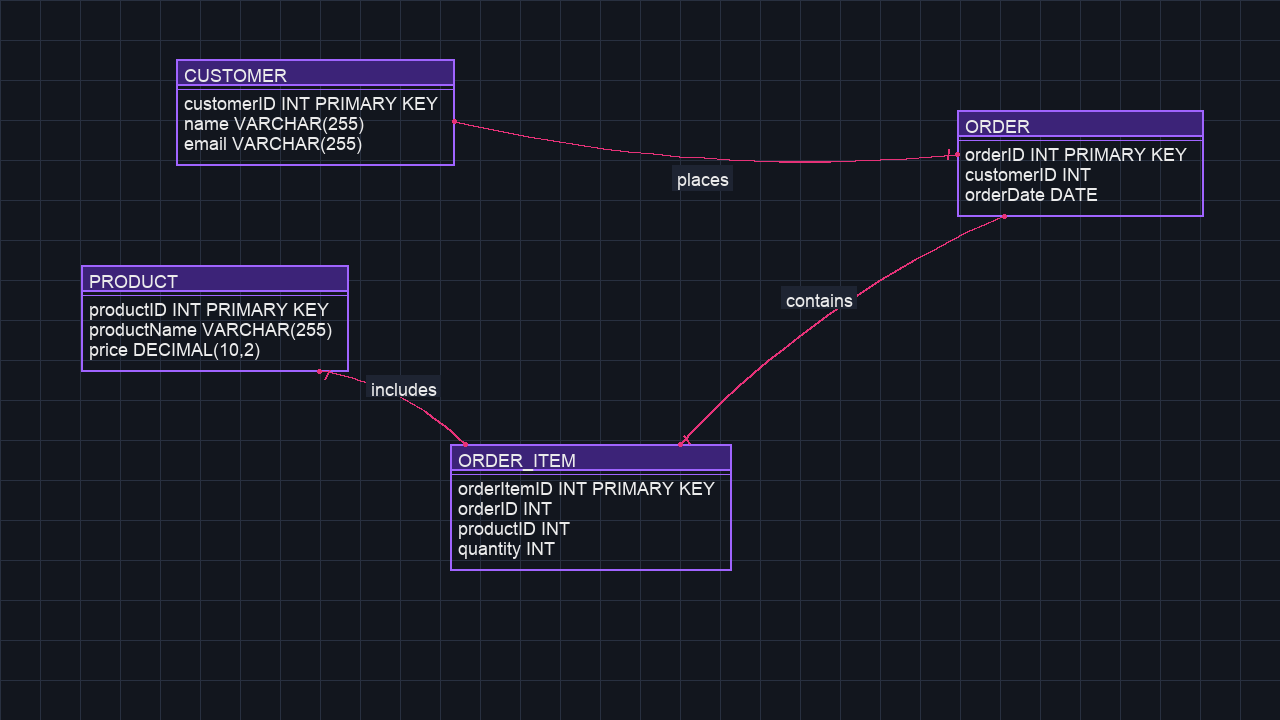 CUSTOMER
customerID INT PRIMARY KEY
name VARCHAR(255)
email VARCHAR(255)
places
ORDER
orderID INT PRIMARY KEY
customerID INT
orderDate DATE
PRODUCT
productID INT PRIMARY KEY
productName VARCHAR(255)
price DECIMAL(10,2)
contains
includes
ORDER_ITEM
orderItemID INT PRIMARY KEY
orderID INT
productID INT
quantity INT